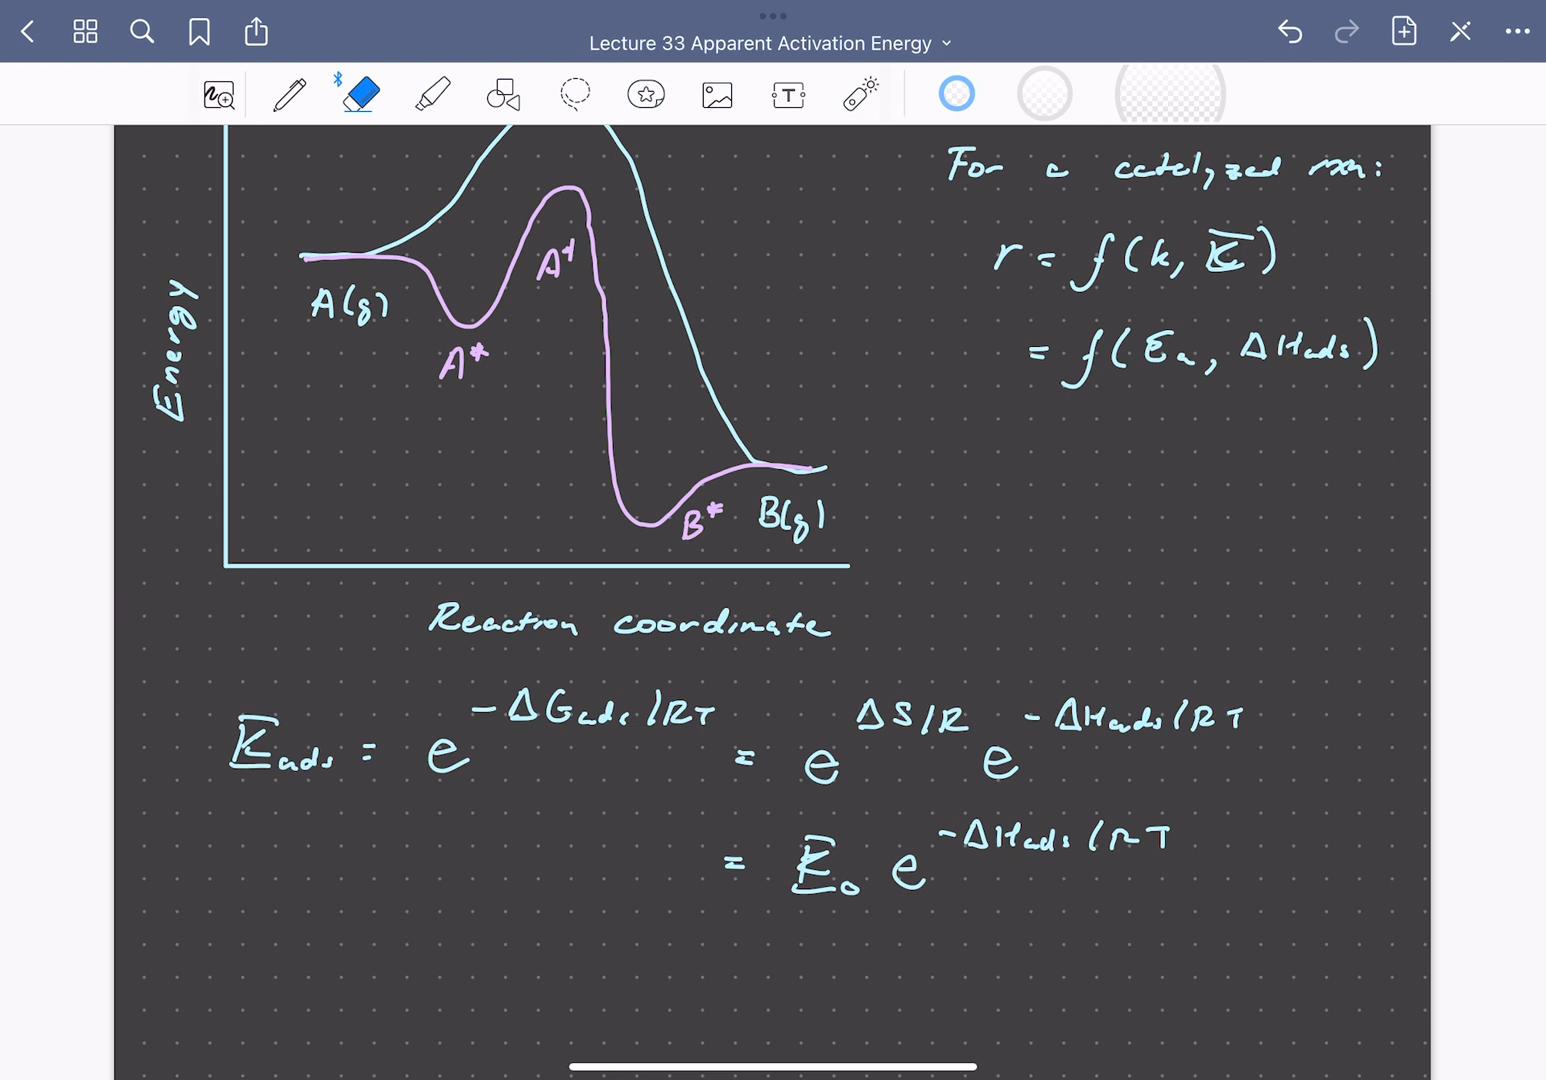 Lecture 33 Apparent Activation Energy
For a catalyzed rxn:
r = f(k, K)
= f(Ea, ΔHads)
Energy
A(g)
A*
A‡
B*
B(g)
Reaction coordinate
Kads = e^-ΔGads/RT = e^ΔS/R e^-ΔHads/RT
= K₀ e^-ΔHads/RT